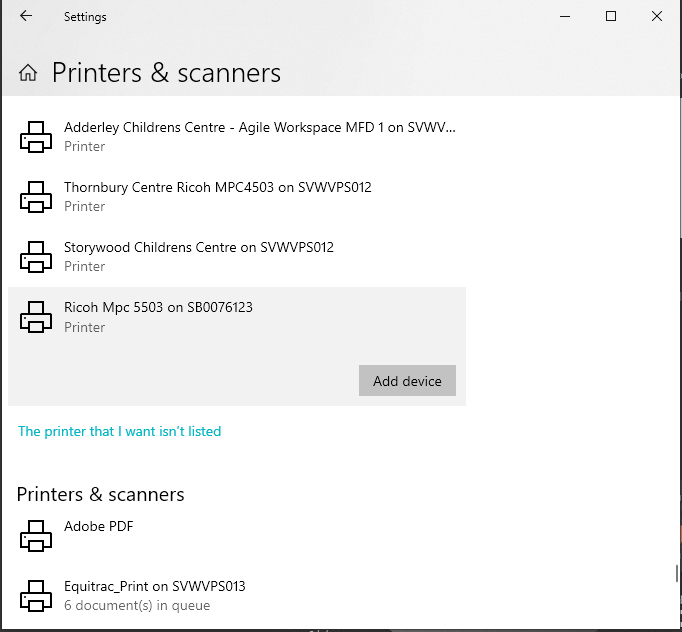 Settings
Printers & scanners
Adderley Childrens Centre - Agile Workspace MFD 1 on SVWV...
Printer
Thornbury Centre Ricoh MPC4503 on SVWVPS012
Printer
Storywood Childrens Centre on SVWVPS012
Printer
Ricoh Mpc 5503 on SB0076123
Printer
Add device
The printer that I want isn't listed
Printers & scanners
Adobe PDF
Equitrac_Print on SVWVPS013
6 document(s) in queue